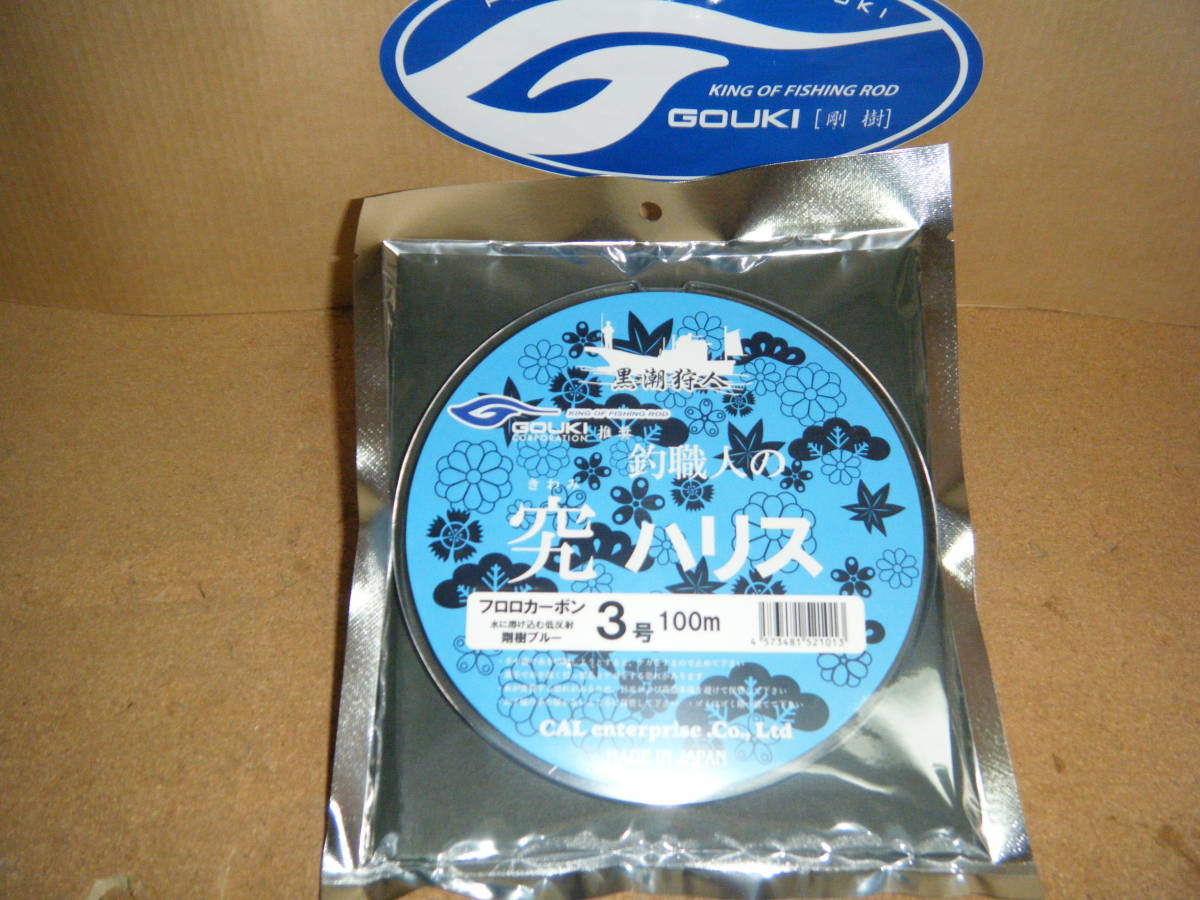 KING OF FISHING ROD
GOUKI [剛樹]
黒潮狩人
KING OF FISHING ROD
GOUKI
CORPORATION 推奨
釣職人の
きわみ
究 ハリス
フロロカーボン
水に溶け込む低反射
剛樹ブルー
3号 100m
4 573481 521013
CAL enterprise .Co., Ltd
MADE IN JAPAN